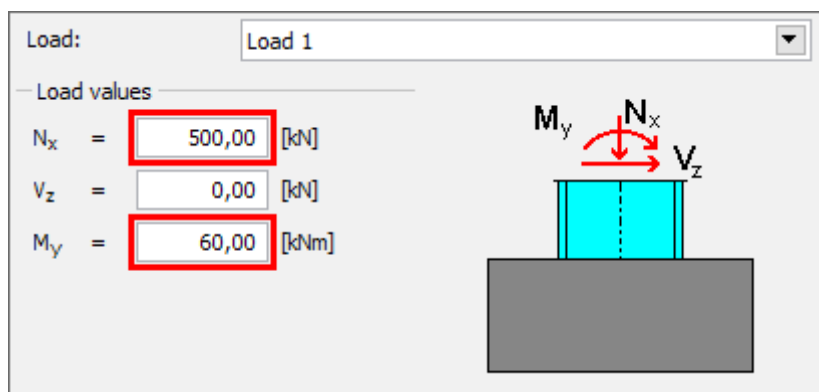 Load: Load 1
Load values
Nx = 500,00 [kN]
Vz = 0,00 [kN]
My = 60,00 [kNm]
My Nx
Vz